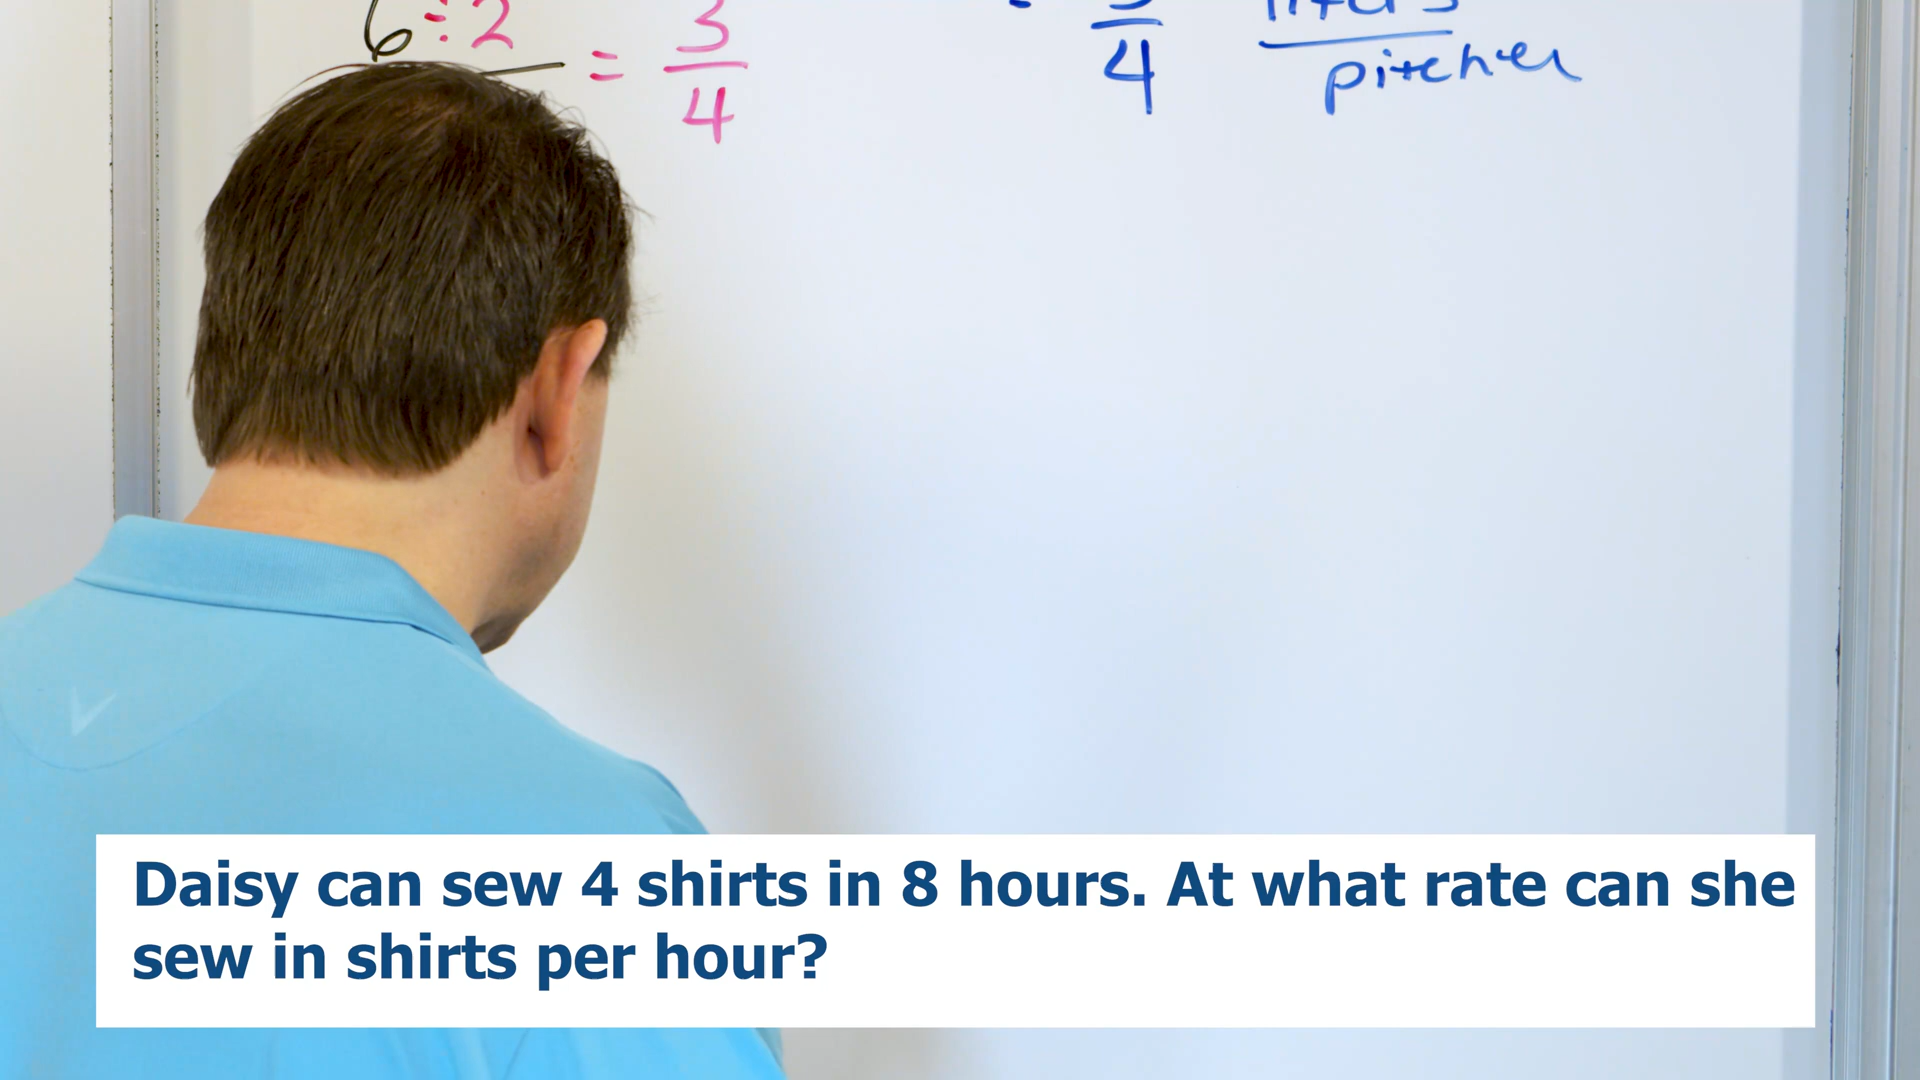 6 ÷ 2 = 3
4
= 3
4
pitcher
Daisy can sew 4 shirts in 8 hours. At what rate can she
sew in shirts per hour?